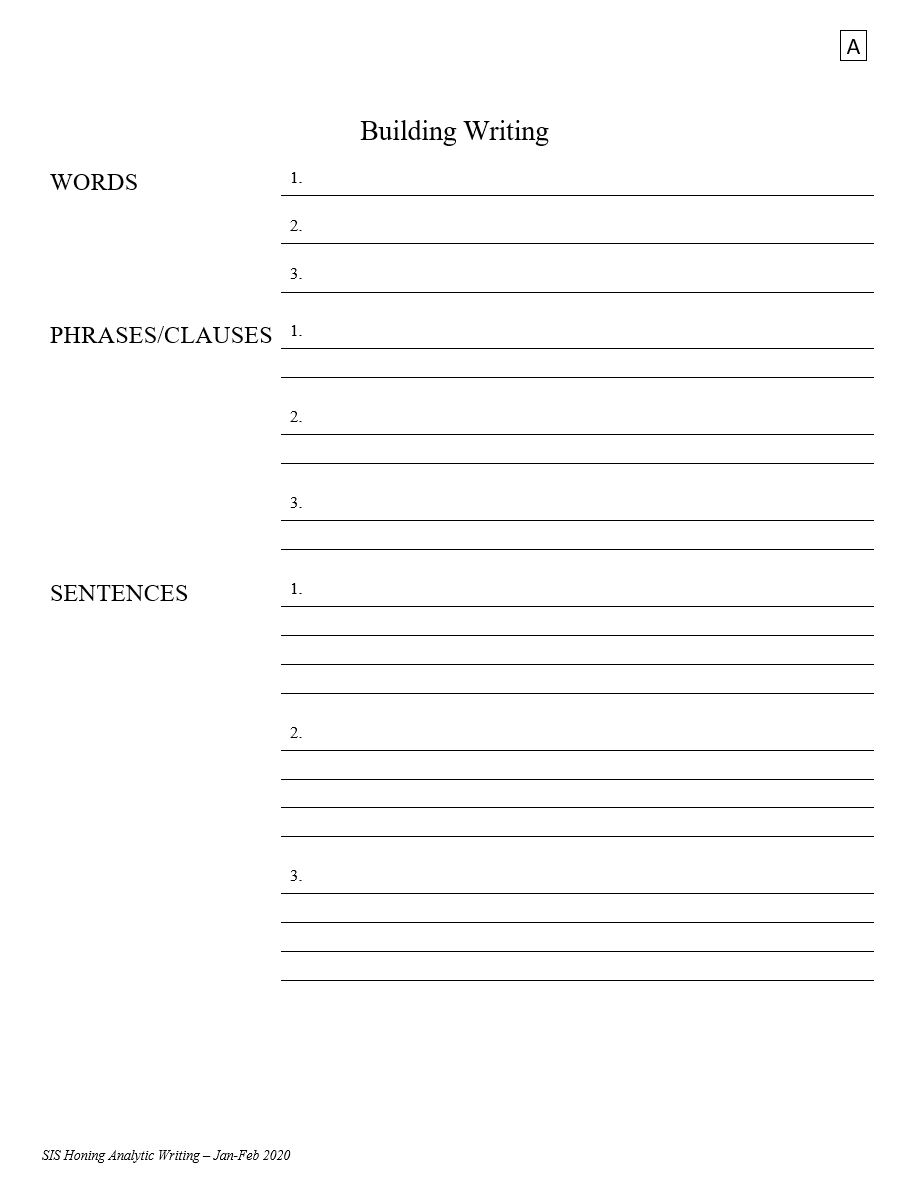 A
Building Writing
WORDS 1.
2.
3.
PHRASES/CLAUSES 1.
2.
3.
SENTENCES 1.
2.
3.
SIS Honing Analytic Writing – Jan-Feb 2020